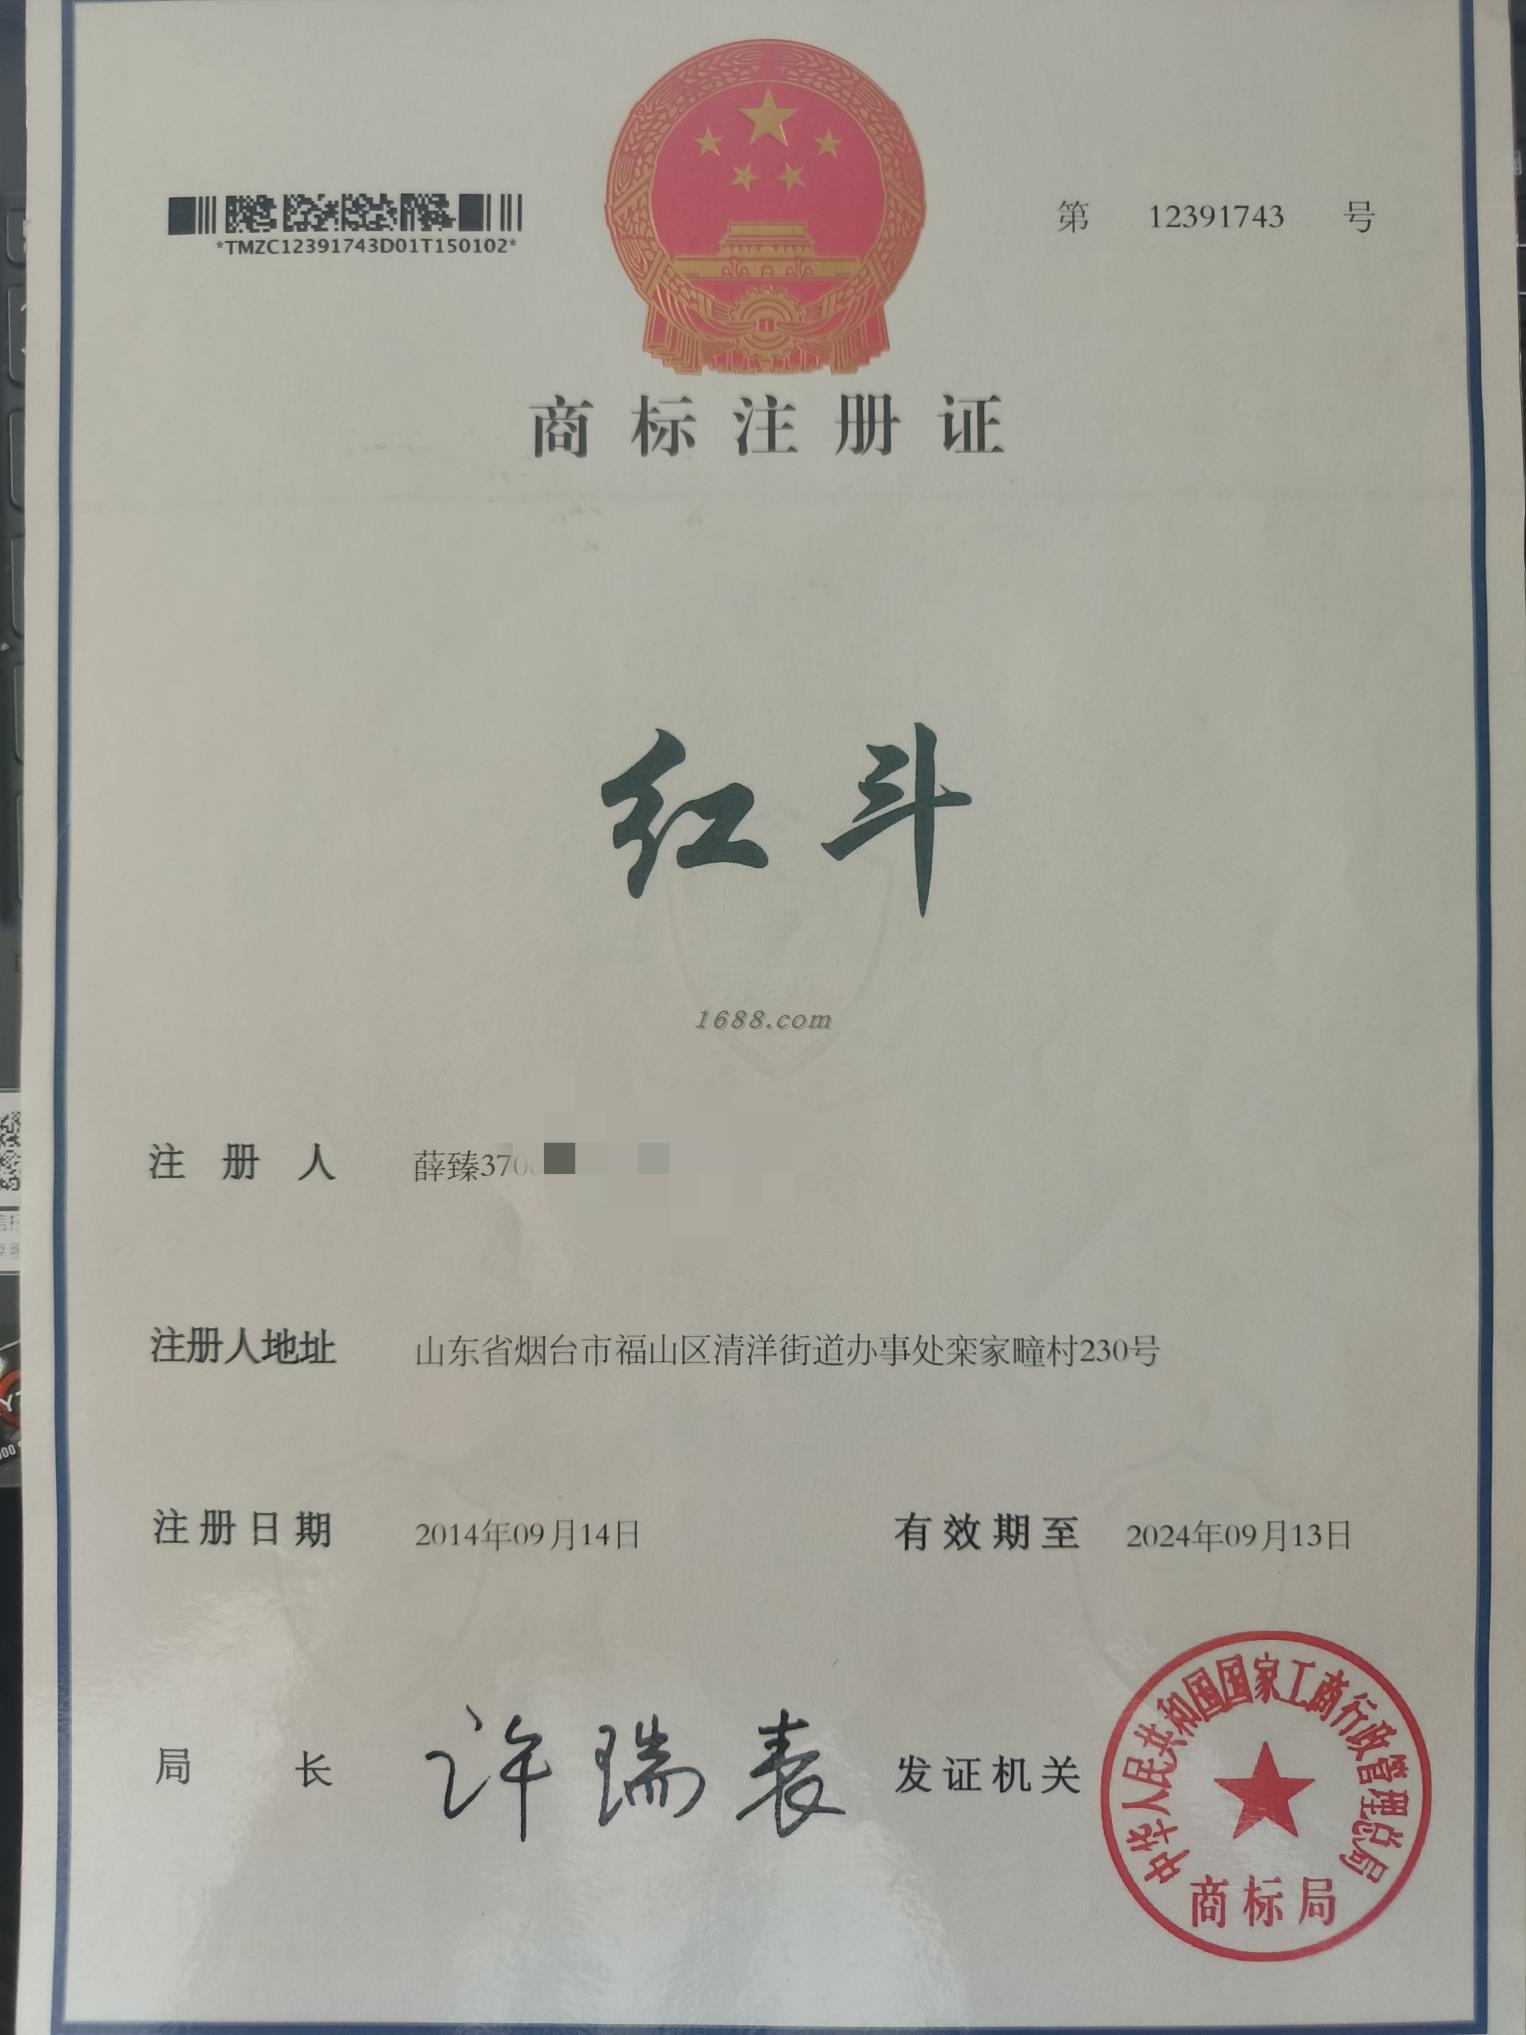 第 12391743 号
*TMZC12391743D01T150102*
商标注册证
红斗
1688.com
注册人 薛臻370
注册人地址 山东省烟台市福山区清洋街道办事处栾家疃村230号
注册日期 2014年09月14日 有效期至 2024年09月13日
局长 许瑞表 发证机关
中华人民共和国国家工商行政管理总局
商标局